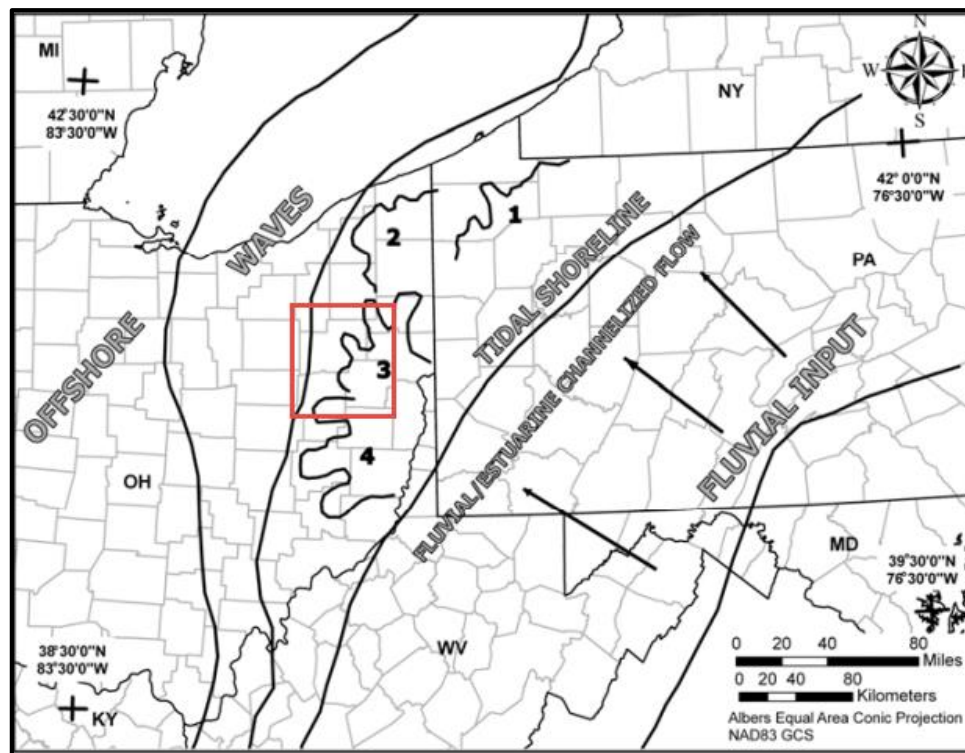 MI
42°30'0"N
83°30'0"W
N
W
E
S
NY
42° 0'0"N
76°30'0"W
OFFSHORE
WAVES
2
1
TIDAL SHORELINE
FLUVIAL/ESTUARINE CHANNELIZED FLOW
PA
FLUVIAL INPUT
3
4
OH
MD
39°30'0"N
76°30'0"W
38°30'0"N
83°30'0"W
KY
WV
0 20 40 80
Miles
0 20 40 80
Kilometers
Albers Equal Area Conic Projection
NAD83 GCS